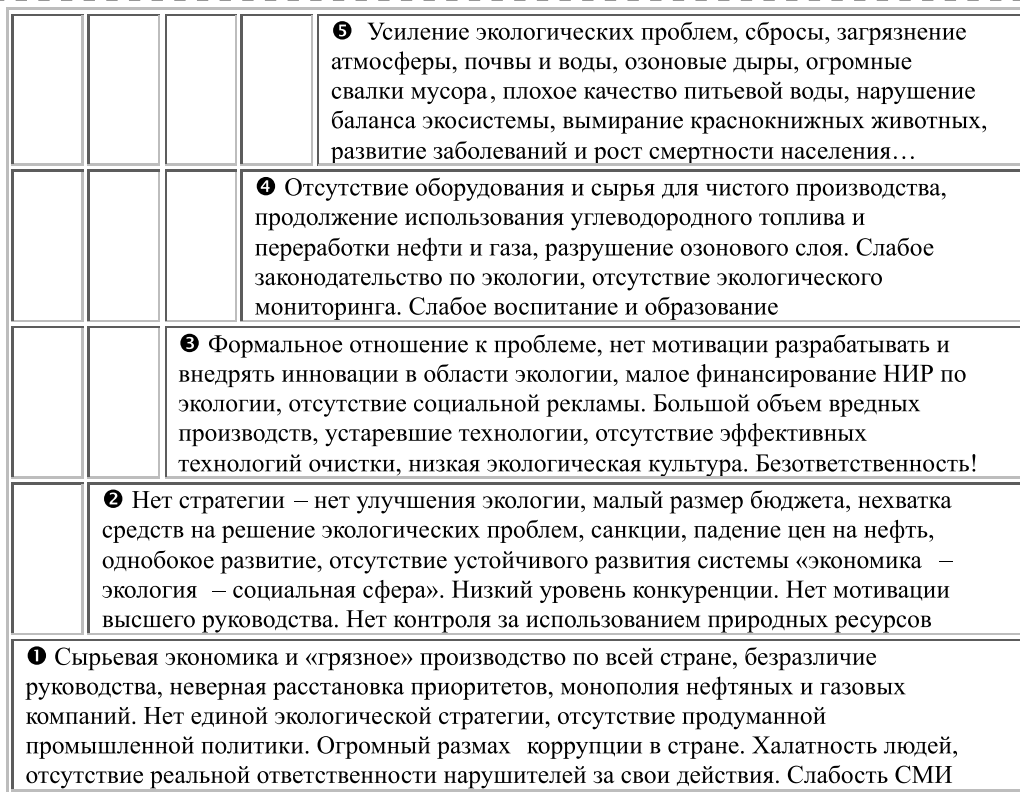 ❺ Усиление экологических проблем, сбросы, загрязнение
атмосферы, почвы и воды, озоновые дыры, огромные
свалки мусора, плохое качество питьевой воды, нарушение
баланса экосистемы, вымирание краснокнижных животных,
развитие заболеваний и рост смертности населения…
❹ Отсутствие оборудования и сырья для чистого производства,
продолжение использования углеводородного топлива и
переработки нефти и газа, разрушение озонового слоя. Слабое
законодательство по экологии, отсутствие экологического
мониторинга. Слабое воспитание и образование
❸ Формальное отношение к проблеме, нет мотивации разрабатывать и
внедрять инновации в области экологии, малое финансирование НИР по
экологии, отсутствие социальной рекламы. Большой объем вредных
производств, устаревшие технологии, отсутствие эффективных
технологий очистки, низкая экологическая культура. Безответственность!
❷ Нет стратегии – нет улучшения экологии, малый размер бюджета, нехватка
средств на решение экологических проблем, санкции, падение цен на нефть,
однобокое развитие, отсутствие устойчивого развития системы «экономика –
экология – социальная сфера». Низкий уровень конкуренции. Нет мотивации
высшего руководства. Нет контроля за использованием природных ресурсов
❶ Сырьевая экономика и «грязное» производство по всей стране, безразличие
руководства, неверная расстановка приоритетов, монополия нефтяных и газовых
компаний. Нет единой экологической стратегии, отсутствие продуманной
промышленной политики. Огромный размах коррупции в стране. Халатность людей,
отсутствие реальной ответственности нарушителей за свои действия. Слабость СМИ